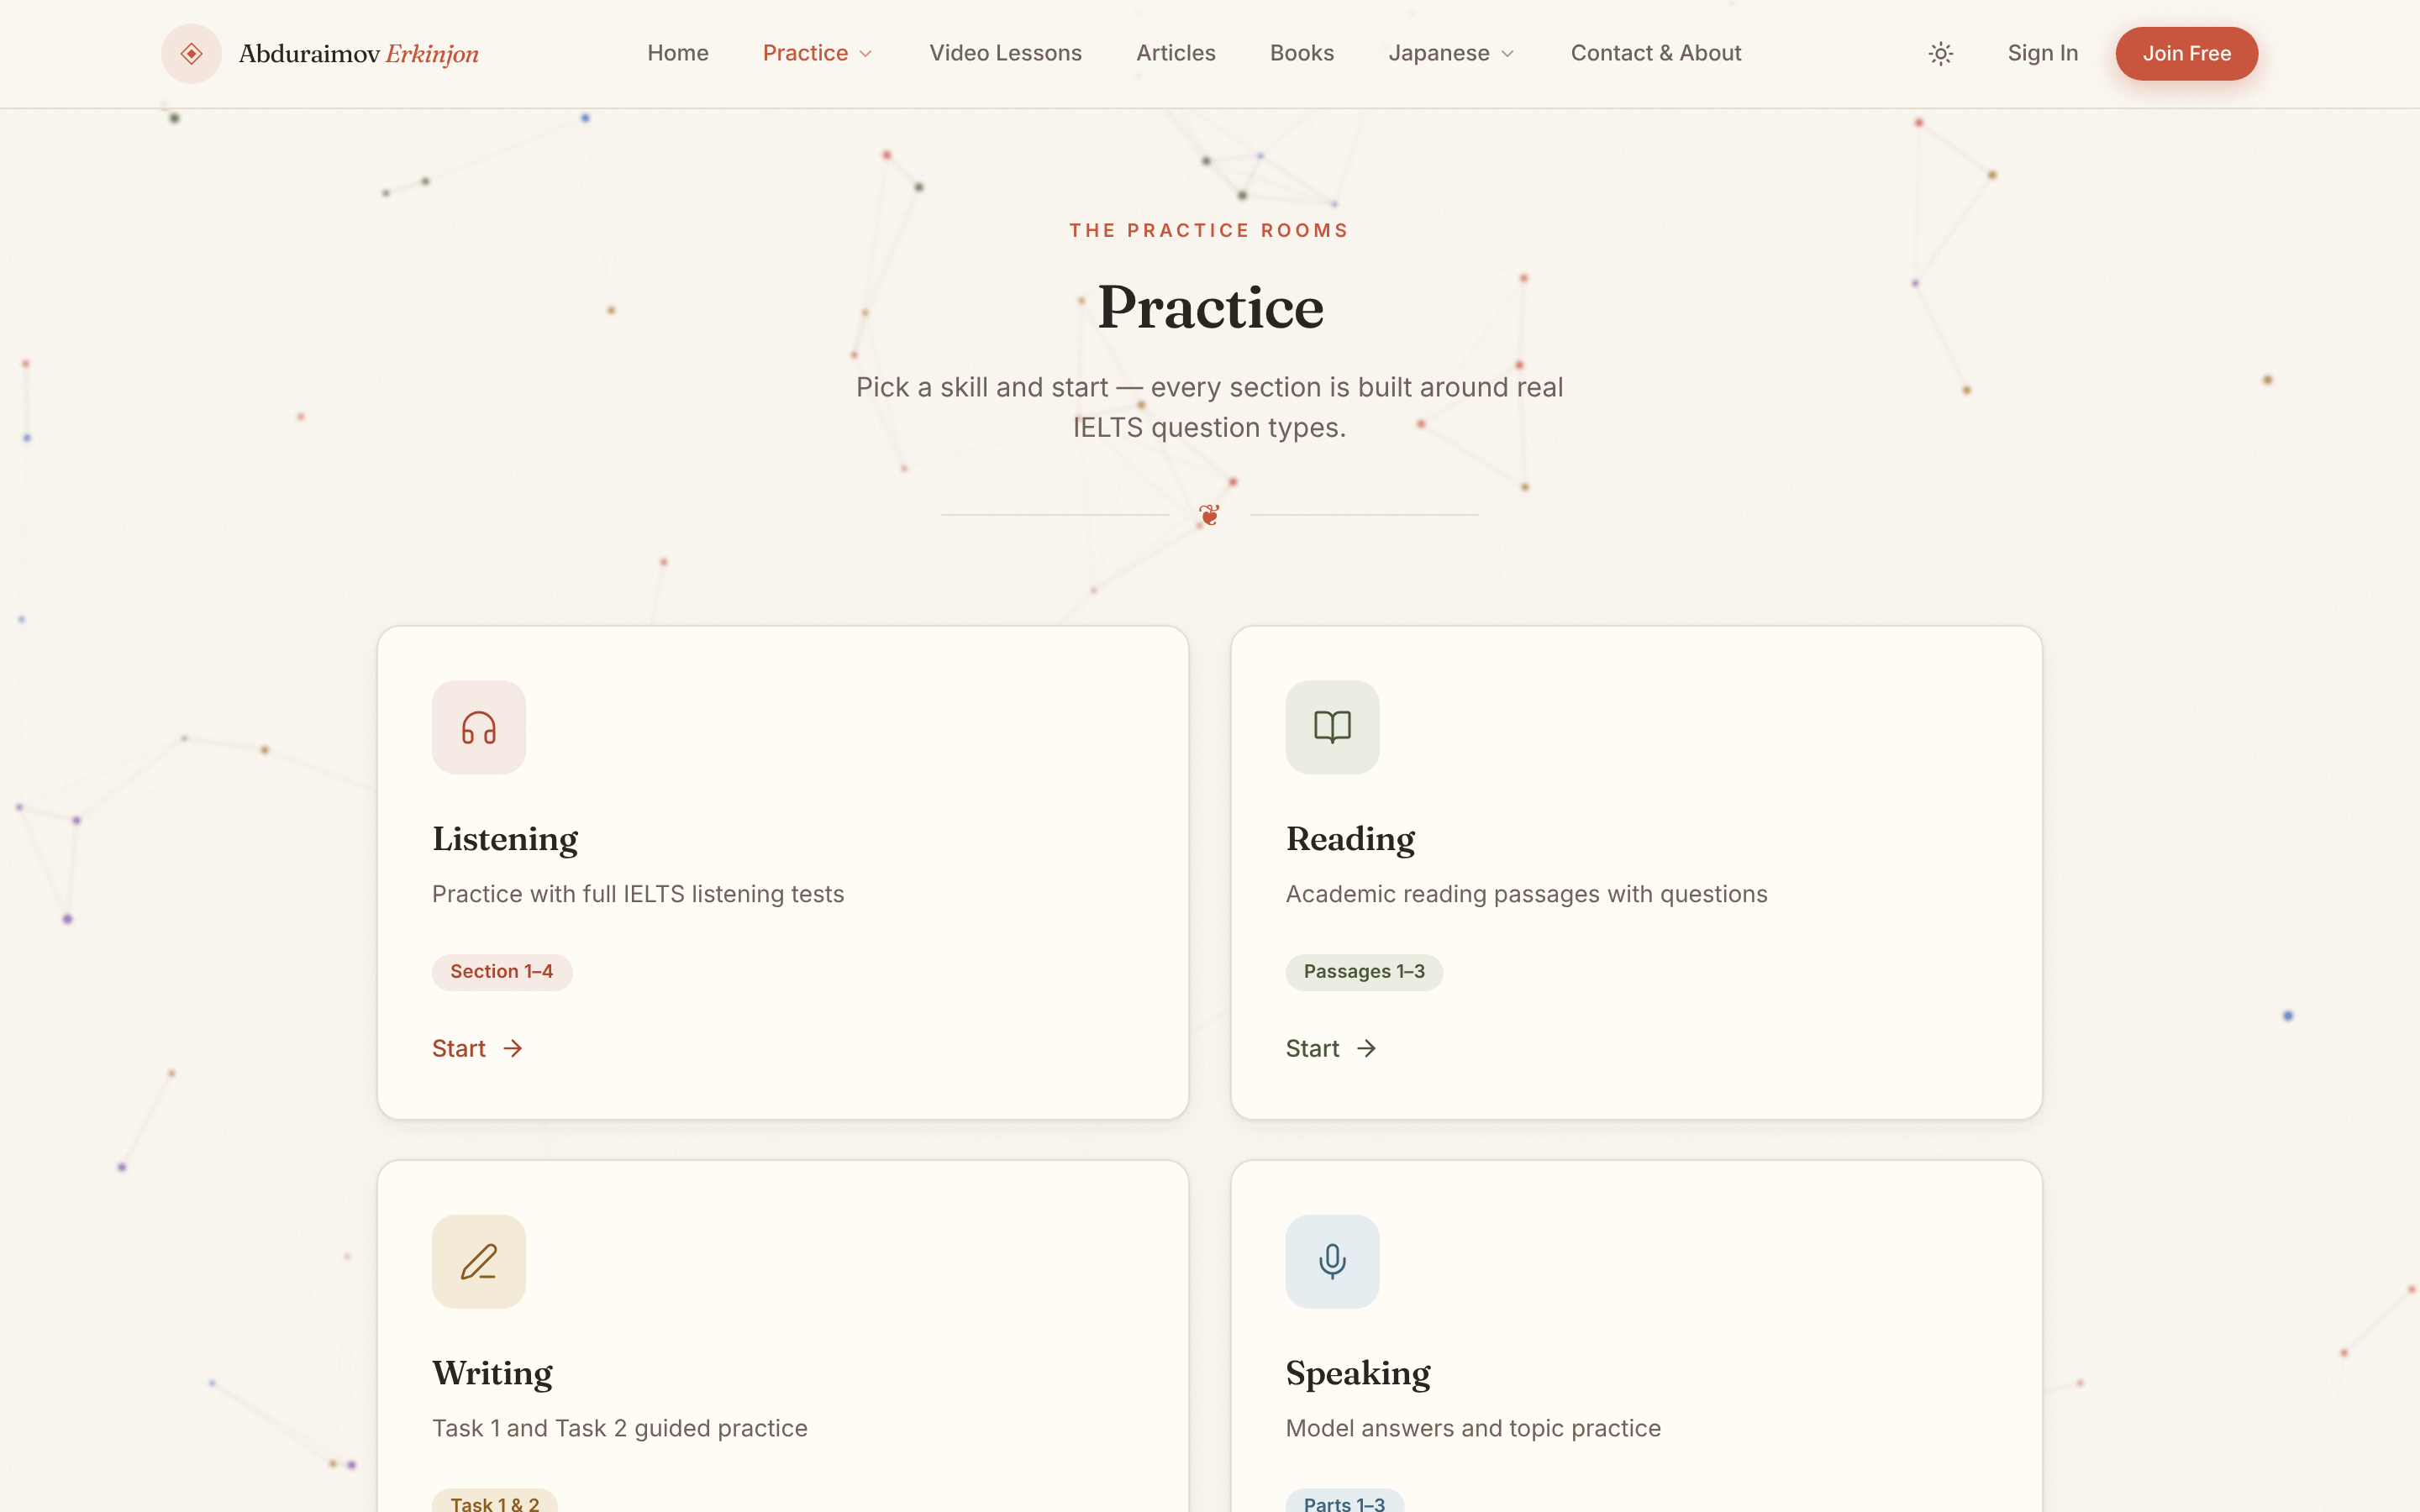 Abduraimov Erkinjon
Home
Practice
Video Lessons
Articles
Books
Japanese
Contact & About
Sign In
Join Free
THE PRACTICE ROOMS
Practice
Pick a skill and start — every section is built around real
IELTS question types.
Listening
Practice with full IELTS listening tests
Section 1–4
Start
Reading
Academic reading passages with questions
Passages 1–3
Start
Writing
Task 1 and Task 2 guided practice
Task 1 & 2
Speaking
Model answers and topic practice
Parts 1–3